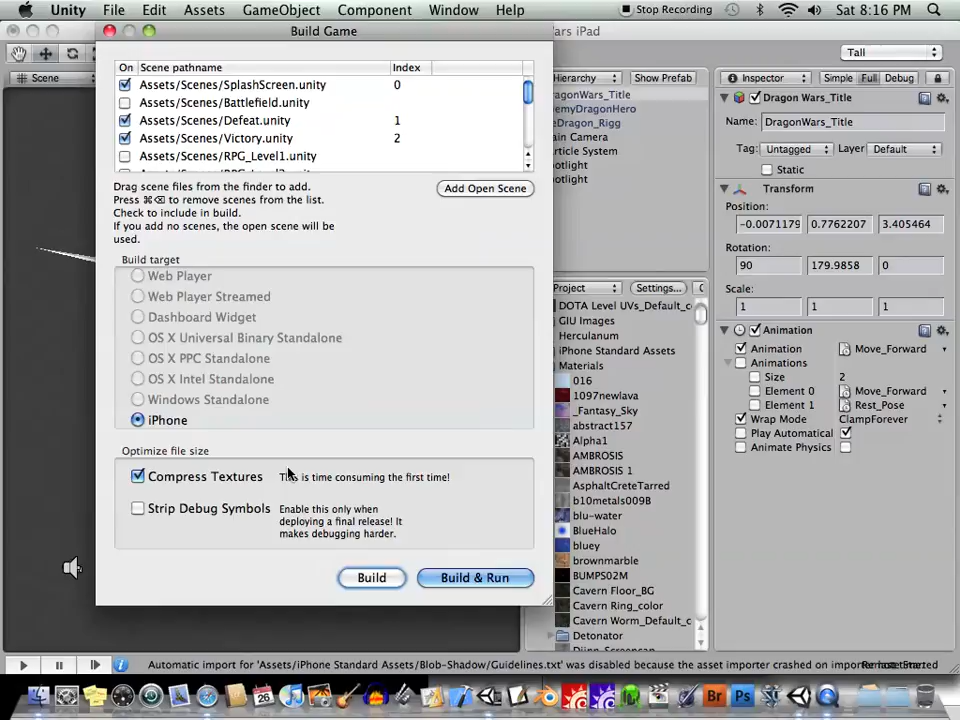 Unity File Edit Assets GameObject Component Window Help Stop Recording Sat 8:16 PM
Build Game
Wars iPad
Tall
Scene
Hierarchy Show Prefab
Inspector Simple Full Debug
On Scene pathname Index
Assets/Scenes/SplashScreen.unity 0
Assets/Scenes/Battlefield.unity
Assets/Scenes/Defeat.unity 1
Assets/Scenes/Victory.unity 2
Assets/Scenes/RPG_Level1.unity
Drag scene files from the finder to add.
Press ⌘⌫ to remove scenes from the list.
Check to include in build.
If you add no scenes, the open scene will be
used.
Add Open Scene
Build target
Web Player
Web Player Streamed
Dashboard Widget
OS X Universal Binary Standalone
OS X PPC Standalone
OS X Intel Standalone
Windows Standalone
iPhone
Optimize file size
Compress Textures
is time consuming the first time!
Strip Debug Symbols
Enable this only when
deploying a final release! It
makes debugging harder.
Build
Build & Run
ragonWars_Title
emyDragonHero
eDragon_Rigg
ain Camera
article System
otlight
otlight
Project Settings...
DOTA Level UVs_Default_c
GIU Images
Herculanum
iPhone Standard Assets
Materials
016
1097newlava
_Fantasy_Sky
abstract157
Alpha1
AMBROSIS
AMBROSIS 1
AsphaltCreteTarred
b10metals009B
blu-water
BlueHalo
bluey
brownmarble
BUMPS02M
Cavern Floor_BG
Cavern Ring_color
Cavern Worm_Default_c
Detonator
Djinn-Screencap
DragonWars_Title
Name: DragonWars_Title
Tag: Untagged Layer Default
Static
Transform
Position:
-0.0071179 0.7762207 3.405464
Rotation:
90 179.9858 0
Scale:
1 1 1
Animation
Animation Move_Forward
Animations
Size 2
Element 0 Move_Forward
Element 1 Rest_Pose
Wrap Mode ClampForever
Play Automatical
Animate Physics
Automatic import for 'Assets/iPhone Standard Assets/Blob-Shadow/Guidelines.txt' was disabled because the asset importer crashed on
26
Br
Ps